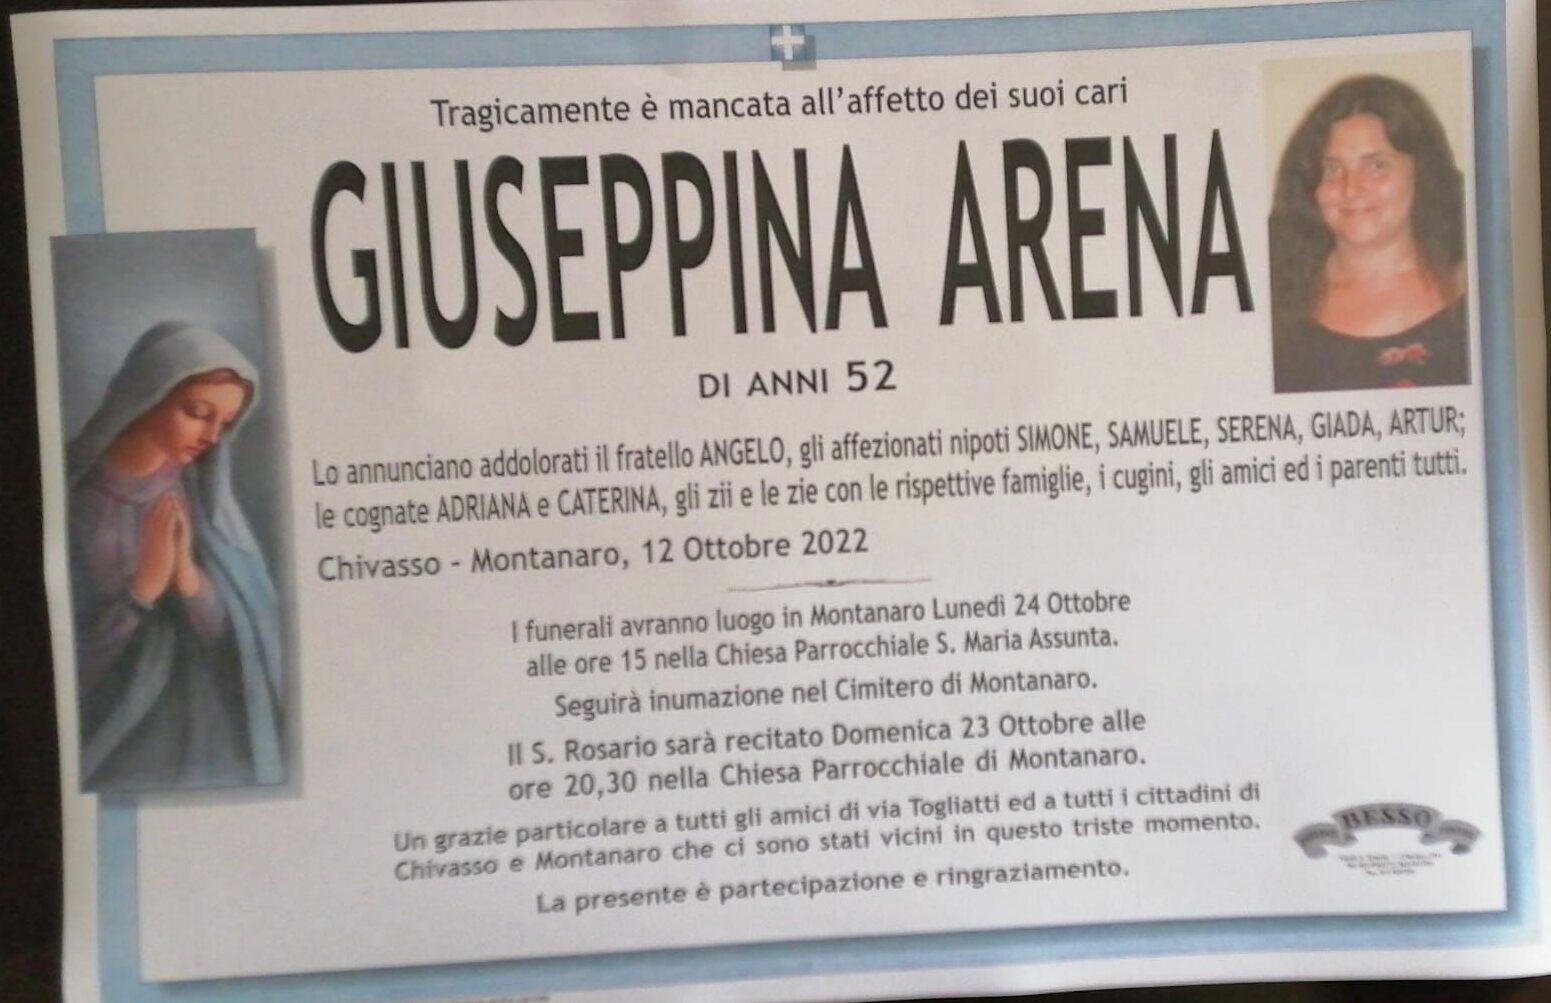 Tragicamente è mancata all'affetto dei suoi cari
GIUSEPPINA ARENA
DI ANNI 52
Lo annunciano addolorati il fratello ANGELO, gli affezionati nipoti SIMONE, SAMUELE, SERENA, GIADA, ARTUR;
le cognate ADRIANA e CATERINA, gli zii e le zie con le rispettive famiglie, i cugini, gli amici ed i parenti tutti.
Chivasso - Montanaro, 12 Ottobre 2022
I funerali avranno luogo in Montanaro Lunedì 24 Ottobre
alle ore 15 nella Chiesa Parrocchiale S. Maria Assunta.
Seguirà inumazione nel Cimitero di Montanaro.
Il S. Rosario sarà recitato Domenica 23 Ottobre alle
ore 20,30 nella Chiesa Parrocchiale di Montanaro.
Un grazie particolare a tutti gli amici di via Togliatti ed a tutti i cittadini di
Chivasso e Montanaro che ci sono stati vicini in questo triste momento.
La presente è partecipazione e ringraziamento.
BESSO